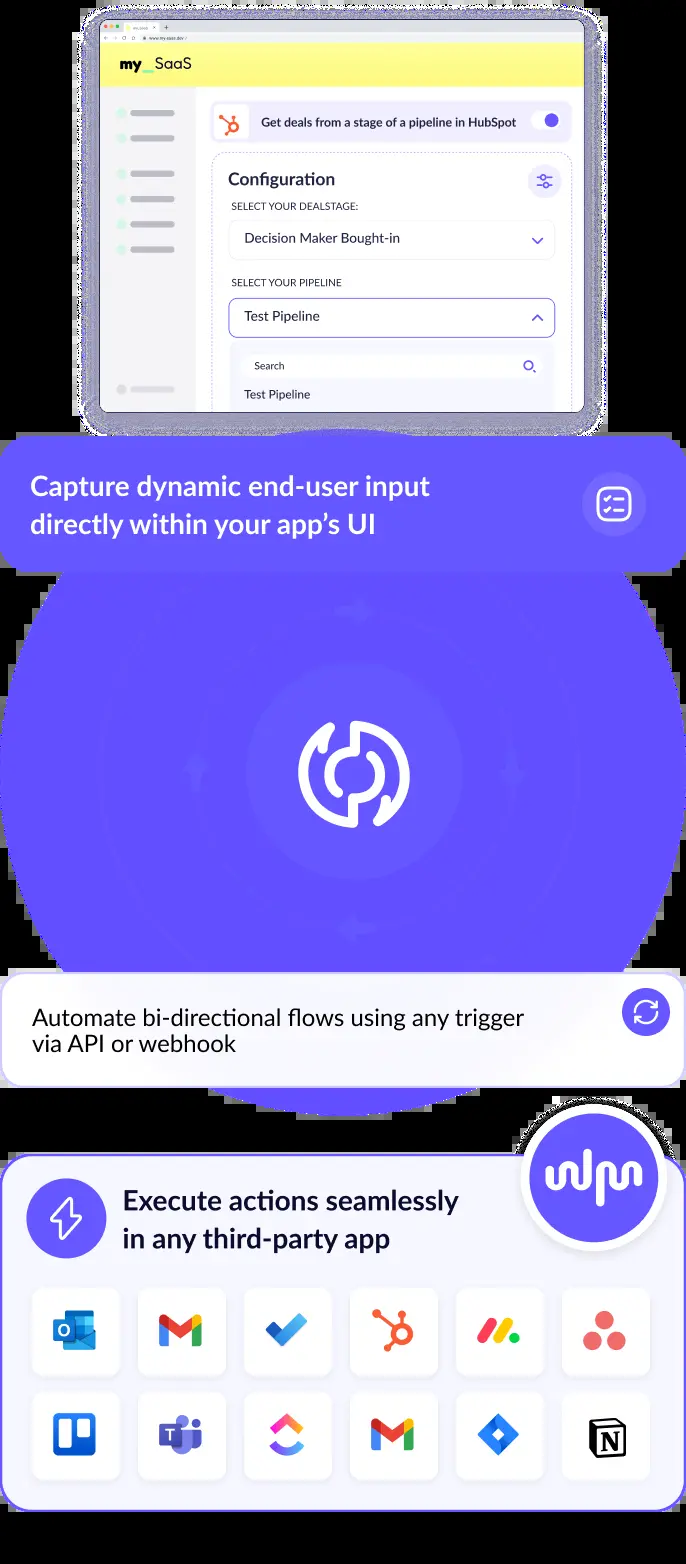 my_SaaS
Get deals from a stage of a pipeline in HubSpot
Configuration
SELECT YOUR DEALSTAGE:
Decision Maker Bought-in
SELECT YOUR PIPELINE
Test Pipeline
Search
Test Pipeline
Capture dynamic end-user input
directly within your app’s UI
Automate bi-directional flows using any trigger
via API or webhook
Execute actions seamlessly
in any third-party app